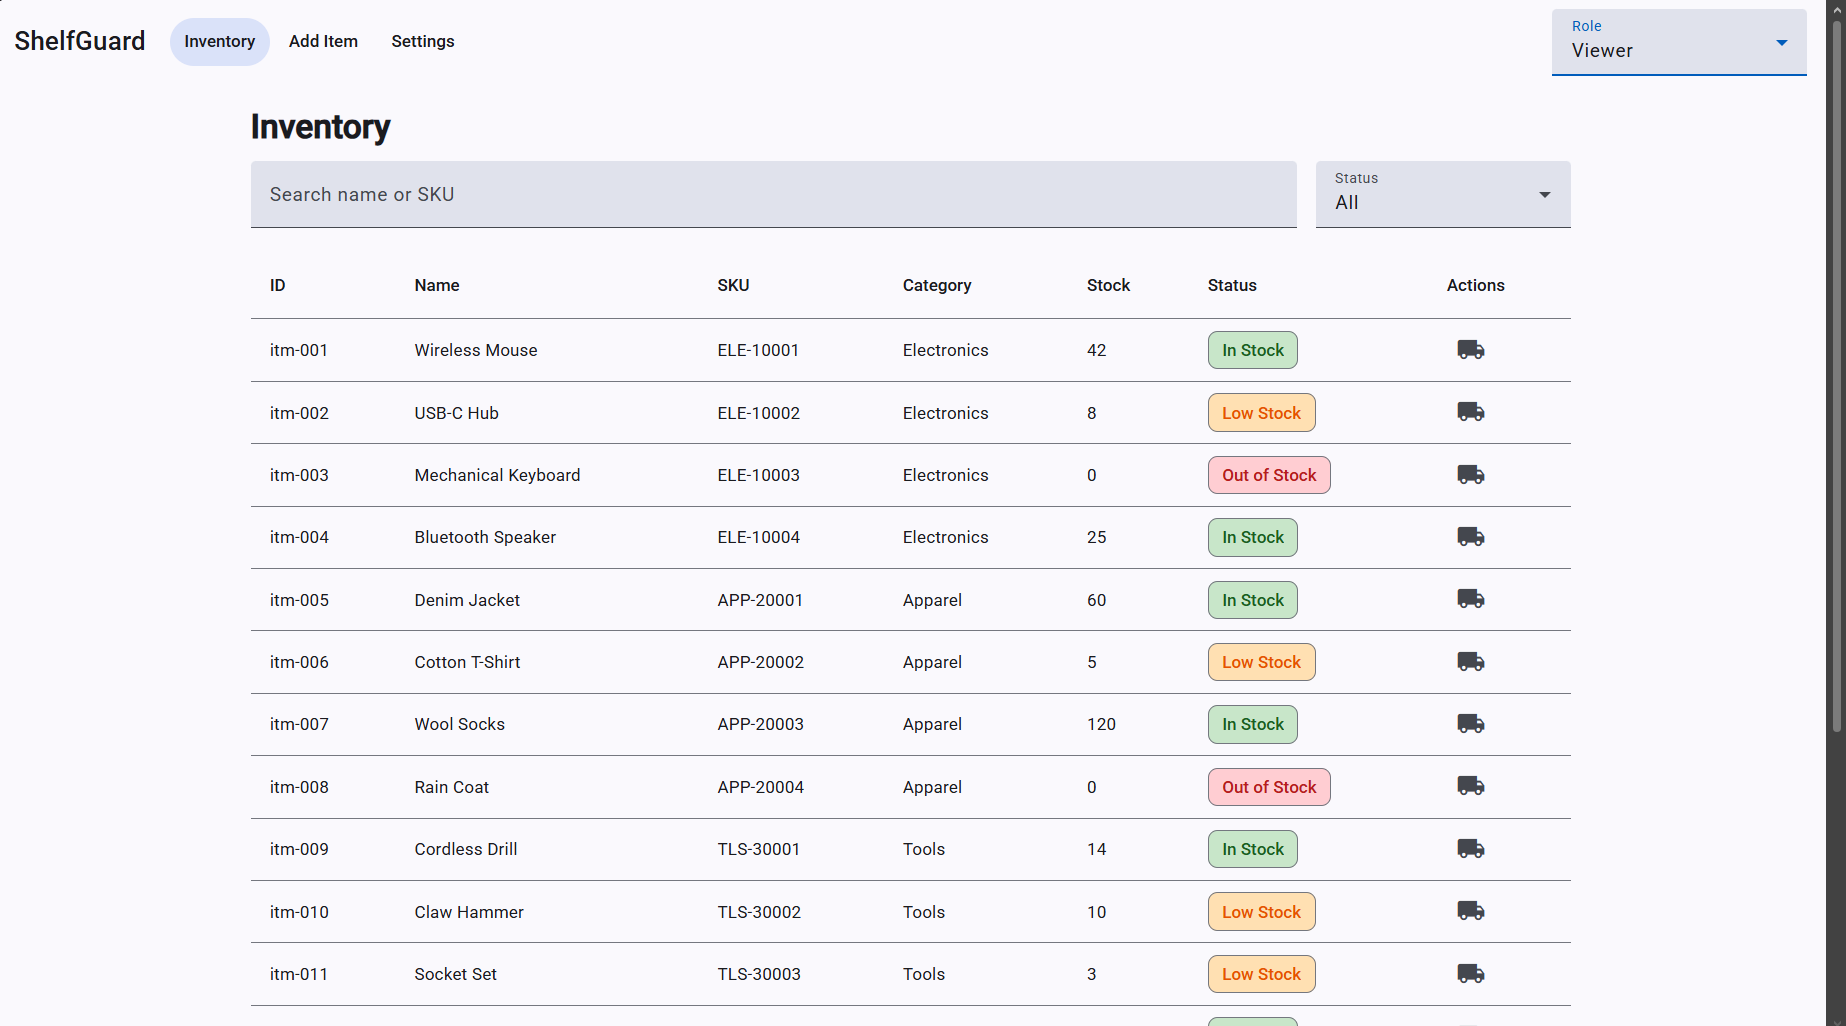 ShelfGuard Inventory Add Item Settings
Role
Viewer
Inventory
Search name or SKU
Status
All
ID Name SKU Category Stock Status Actions
itm-001 Wireless Mouse ELE-10001 Electronics 42 In Stock
itm-002 USB-C Hub ELE-10002 Electronics 8 Low Stock
itm-003 Mechanical Keyboard ELE-10003 Electronics 0 Out of Stock
itm-004 Bluetooth Speaker ELE-10004 Electronics 25 In Stock
itm-005 Denim Jacket APP-20001 Apparel 60 In Stock
itm-006 Cotton T-Shirt APP-20002 Apparel 5 Low Stock
itm-007 Wool Socks APP-20003 Apparel 120 In Stock
itm-008 Rain Coat APP-20004 Apparel 0 Out of Stock
itm-009 Cordless Drill TLS-30001 Tools 14 In Stock
itm-010 Claw Hammer TLS-30002 Tools 10 Low Stock
itm-011 Socket Set TLS-30003 Tools 3 Low Stock